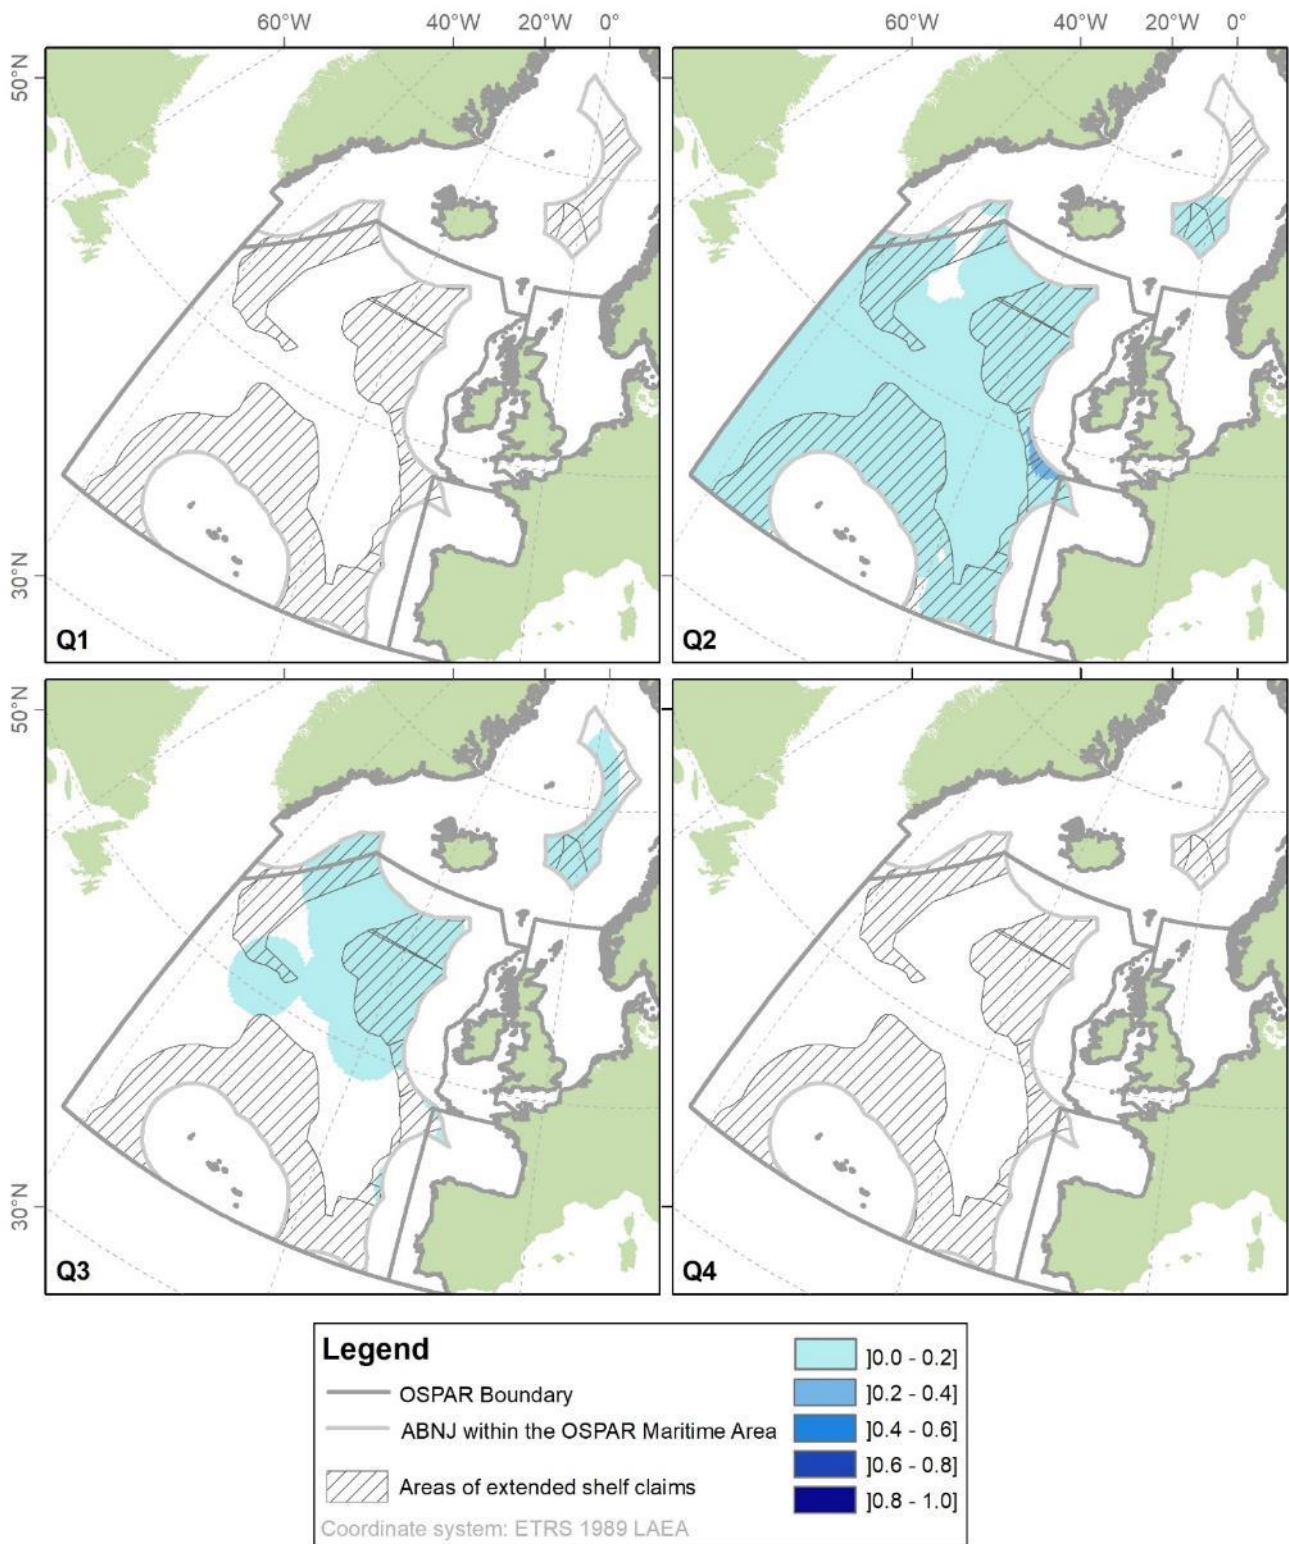 60°W 40°W 20°W 0° 60°W 40°W 20°W 0°
50°N
30°N
Q1 Q2
50°N
30°N
Q3 Q4
Legend
OSPAR Boundary
ABNJ within the OSPAR Maritime Area
Areas of extended shelf claims
Coordinate system: ETRS 1989 LAEA
]0.0 - 0.2]
]0.2 - 0.4]
]0.4 - 0.6]
]0.6 - 0.8]
]0.8 - 1.0]